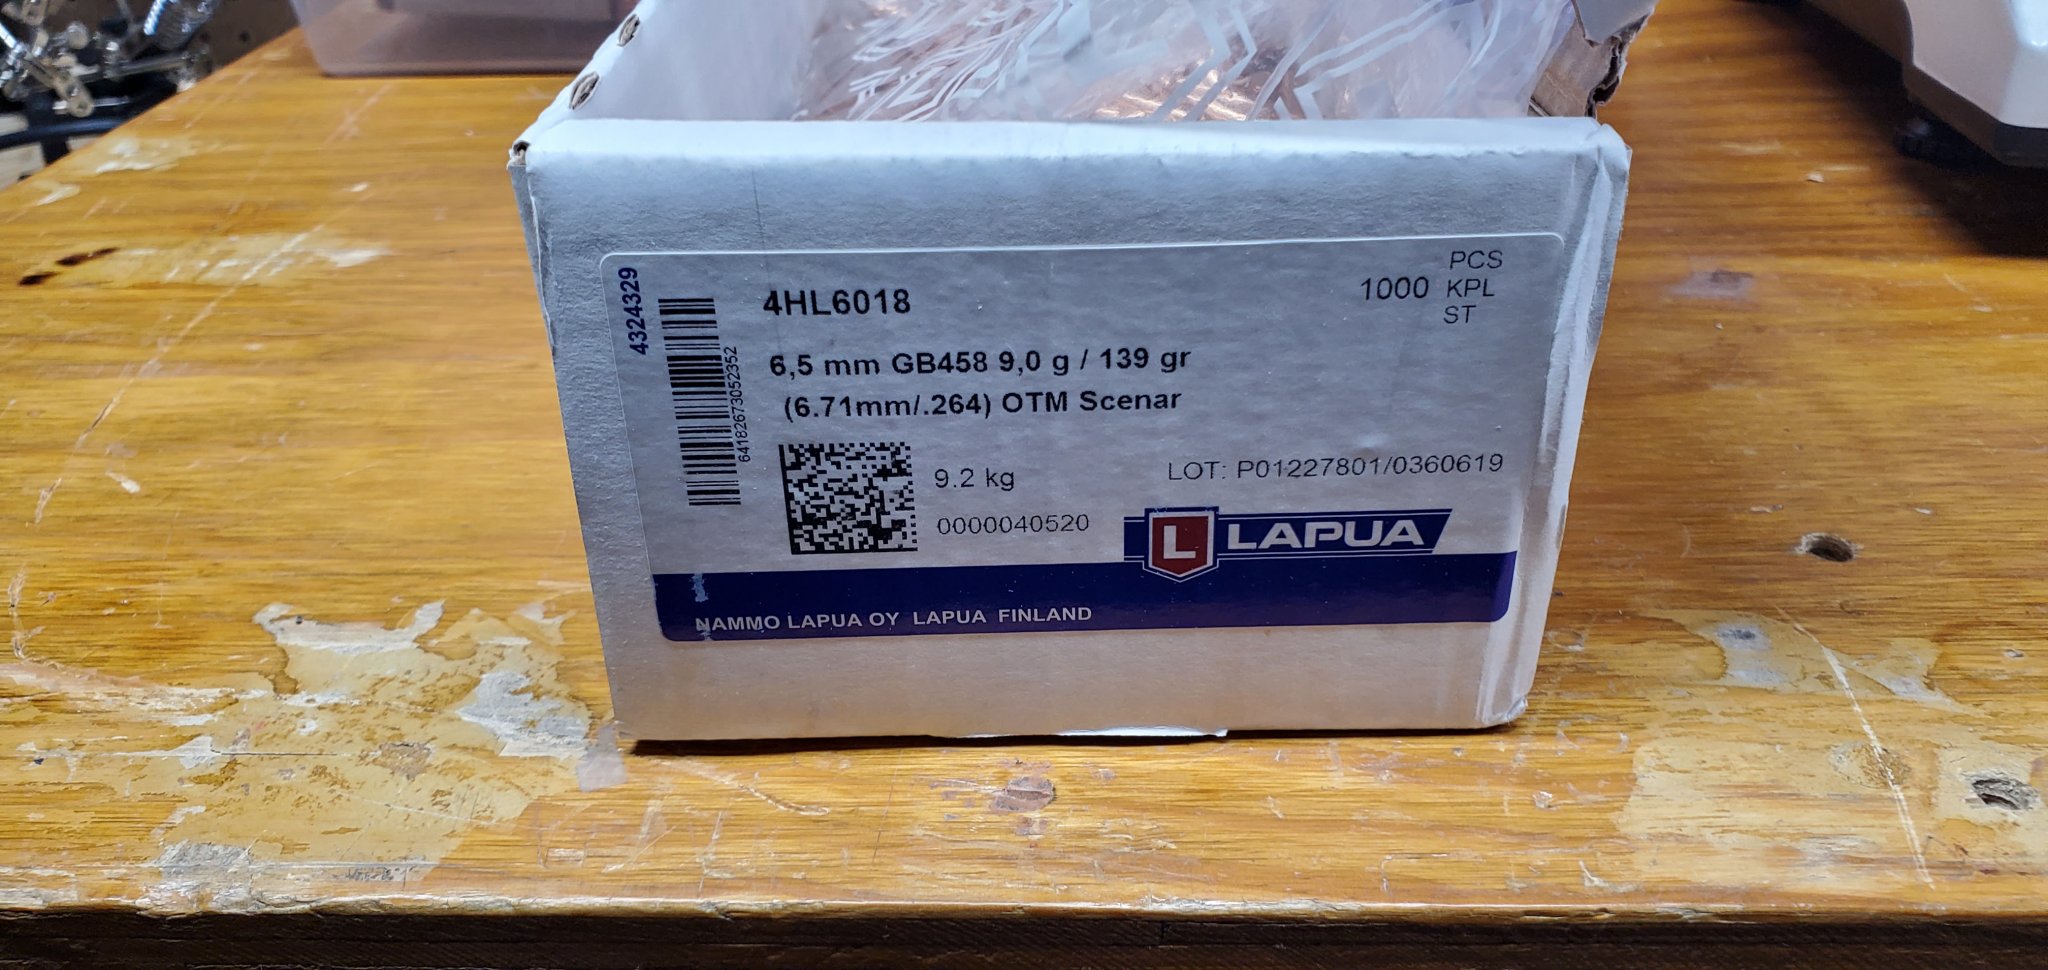 4324329
64182673052352
4HL6018
1000 PCS
KPL
ST
6,5 mm GB458 9,0 g / 139 gr
(6.71mm/.264) OTM Scenar
9.2 kg
LOT: P01227801/0360619
0000040520
L LAPUA
NAMMO LAPUA OY LAPUA FINLAND